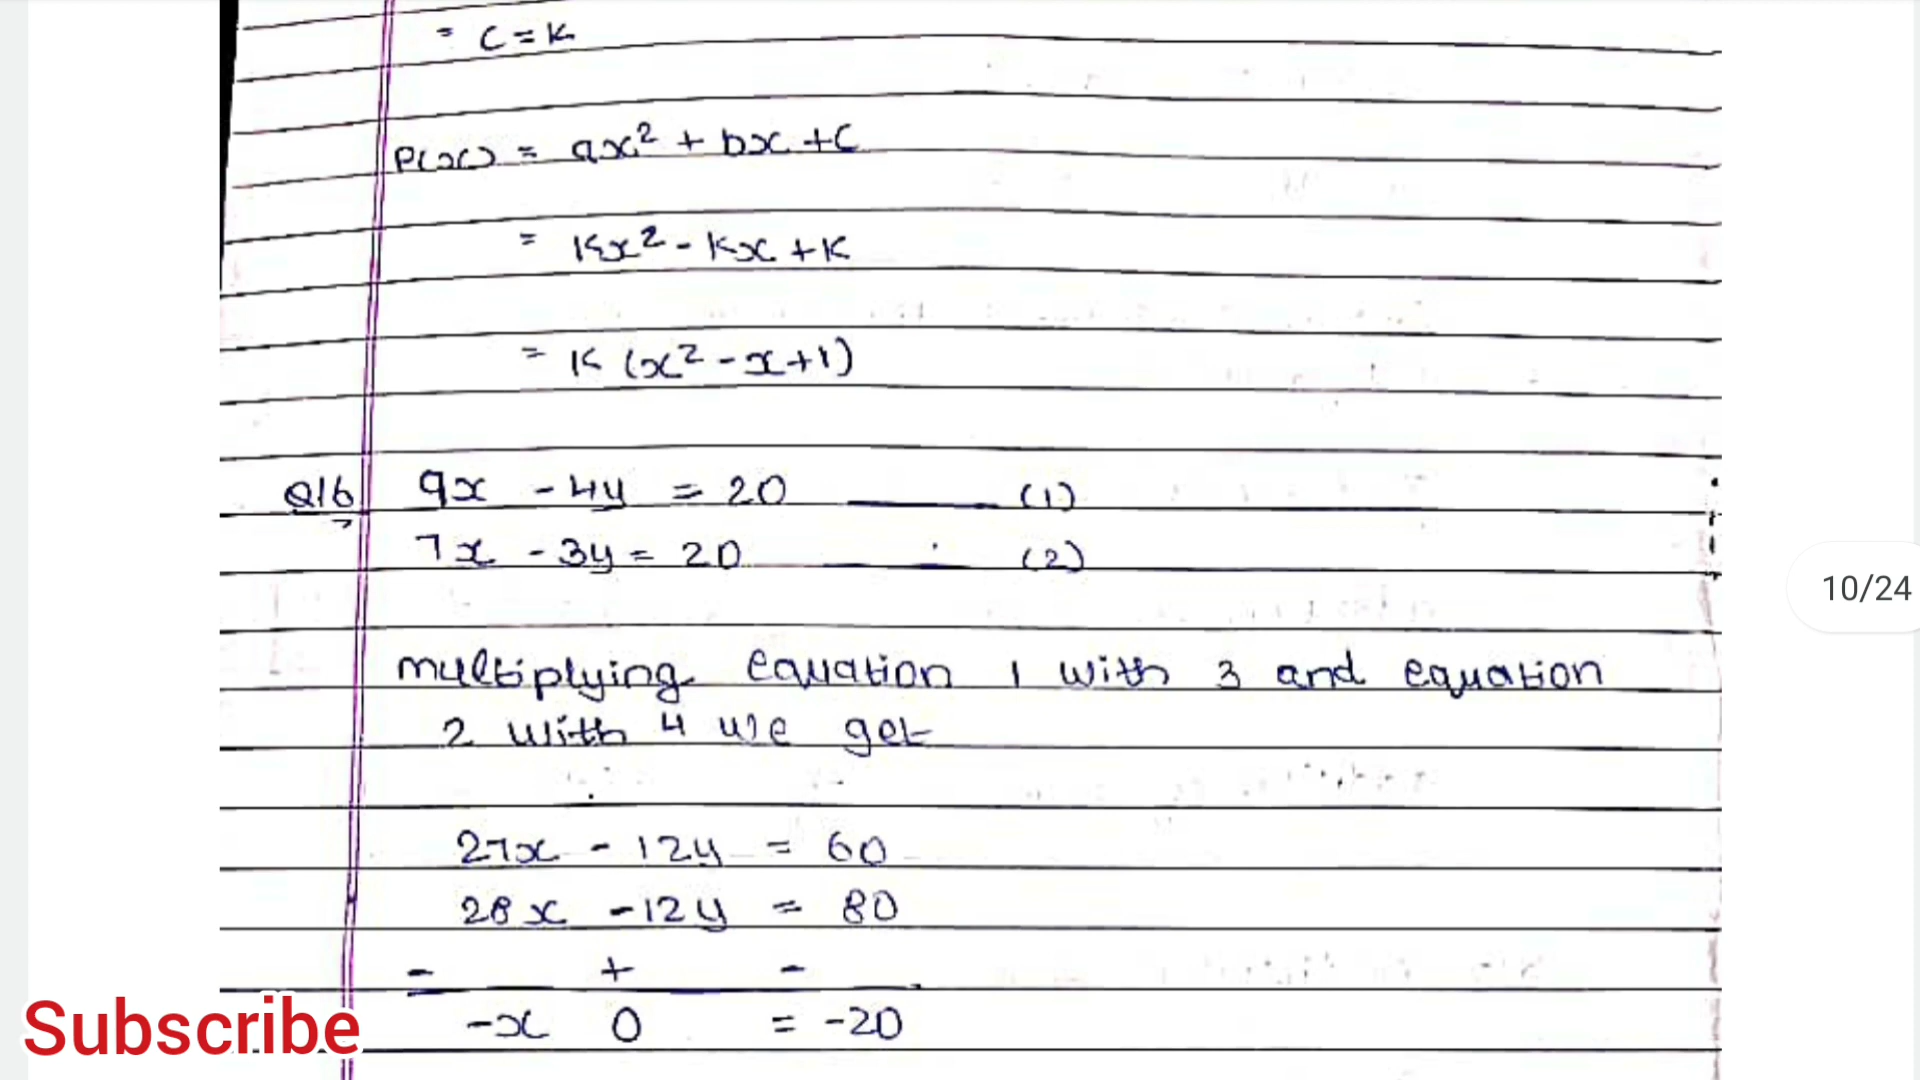 = C = K
P(x) = ax² + bx + C
= Kx² - Kx + K
= K (x² - x + 1)
Q16 9x - 4y = 20 ——— (1)
7x - 3y = 20 ——— (2)
multiplying equation 1 with 3 and equation
2 with 4 we get
27x - 12y = 60
28x - 12y = 80
- + -
-x 0 = -20
10/24
Subscribe